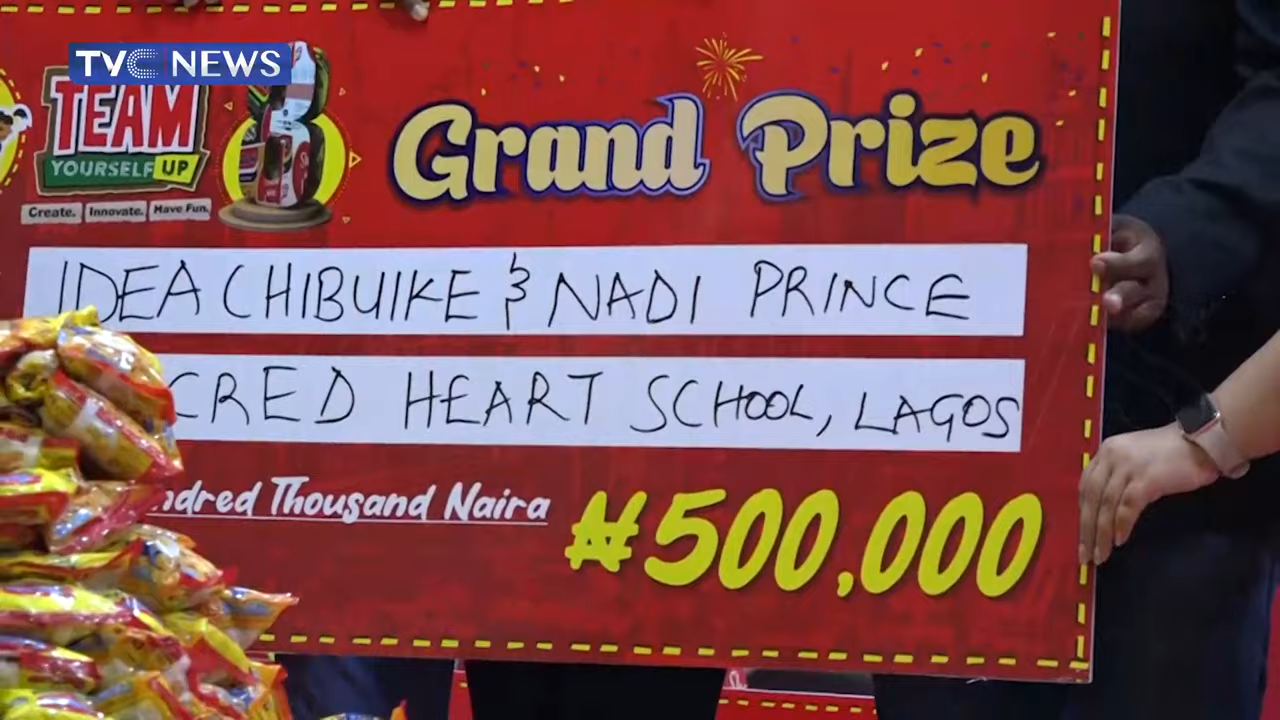 TVC NEWS
TEAM
YOURSELF UP
Create. Innovate. Have Fun.
Grand Prize
IDEA CHIBUIKE & NADI PRINCE
CRED HEART SCHOOL, LAGOS
ndred Thousand Naira
₦500,000